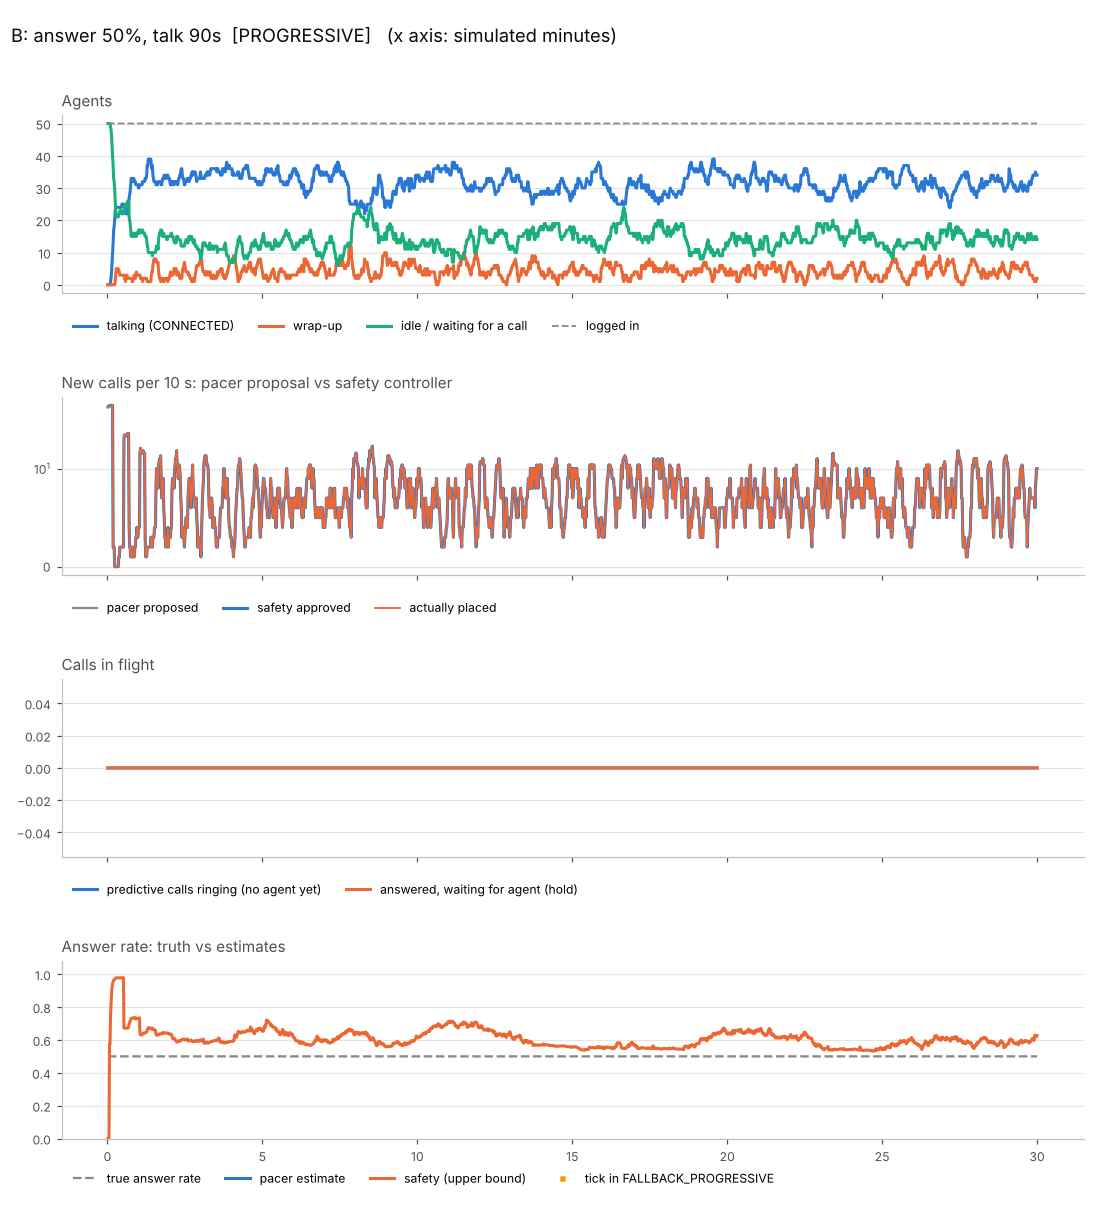 B: answer 50%, talk 90s  [PROGRESSIVE]   (x axis: simulated minutes)
Agents
50
40
30
20
10
0
talking (CONNECTED)   wrap-up   idle / waiting for a call   logged in
New calls per 10 s: pacer proposal vs safety controller
10¹
0
pacer proposed   safety approved   actually placed
Calls in flight
0.04
0.02
0.00
−0.02
−0.04
predictive calls ringing (no agent yet)   answered, waiting for agent (hold)
Answer rate: truth vs estimates
1.0
0.8
0.6
0.4
0.2
0.0
0   5   10   15   20   25   30
true answer rate   pacer estimate   safety (upper bound)   tick in FALLBACK_PROGRESSIVE